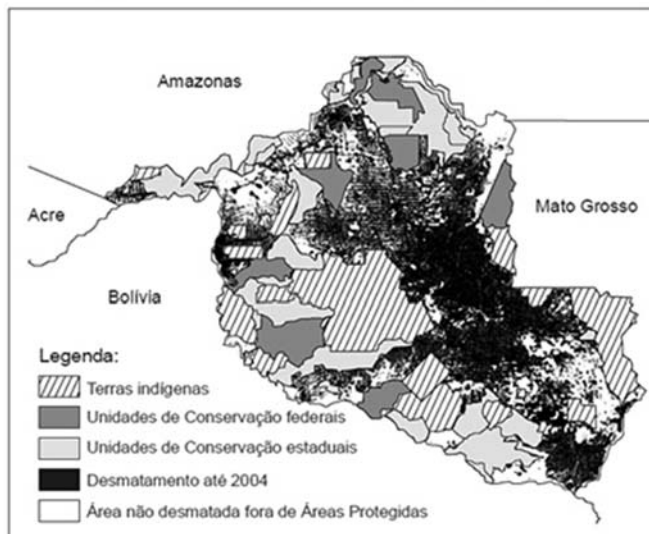 Amazonas
Acre
Mato Grosso
Bolívia
Legenda:
Terras indígenas
Unidades de Conservação federais
Unidades de Conservação estaduais
Desmatamento até 2004
Área não desmatada fora de Áreas Protegidas